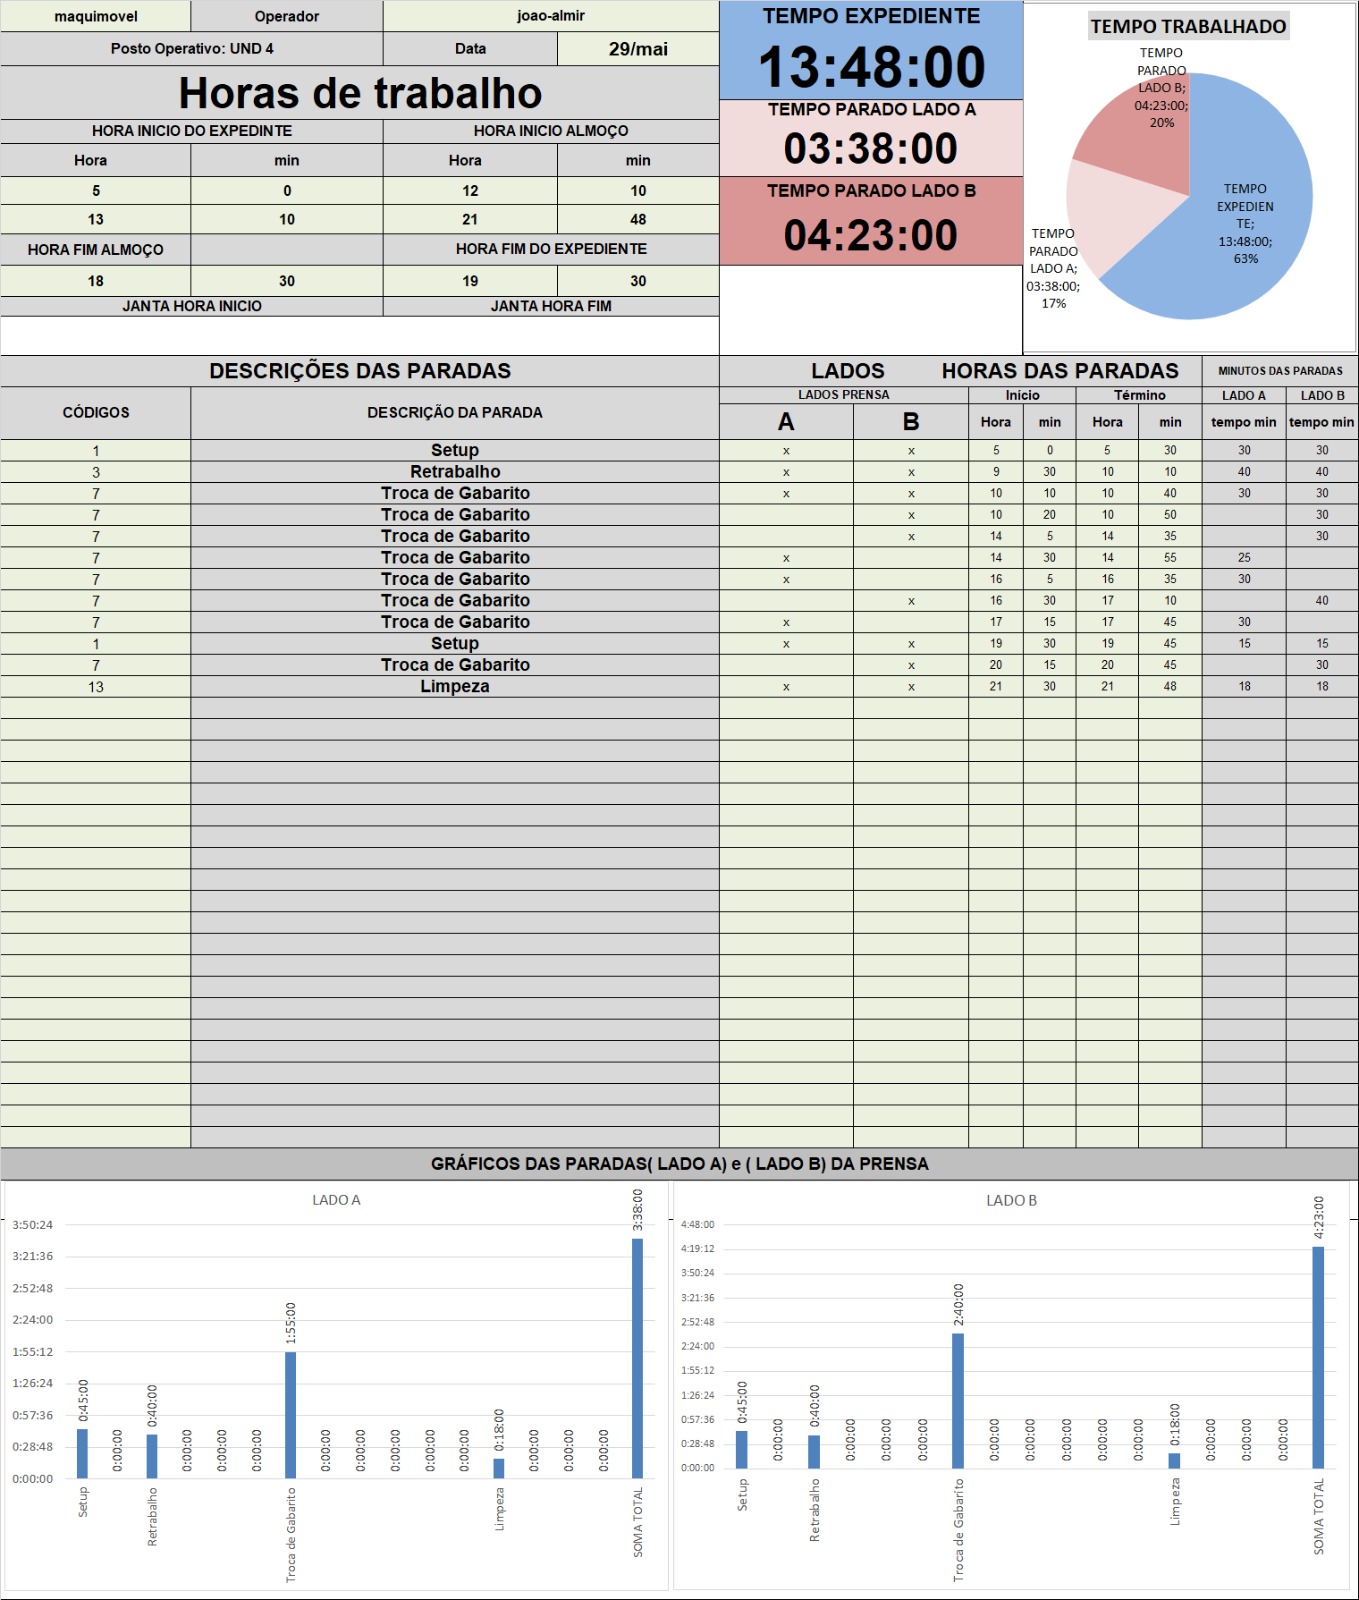 maquimovel Operador joao-almir
Posto Operativo: UND 4 Data 29/mai
Horas de trabalho
HORA INICIO DO EXPEDINTE HORA INICIO ALMOÇO
Hora min Hora min
5 0 12 10
13 10 21 48
HORA FIM ALMOÇO HORA FIM DO EXPEDIENTE
18 30 19 30
JANTA HORA INICIO JANTA HORA FIM
TEMPO EXPEDIENTE
13:48:00
TEMPO PARADO LADO A
03:38:00
TEMPO PARADO LADO B
04:23:00
TEMPO TRABALHADO
TEMPO
PARADO
LADO B;
04:23:00;
20%
TEMPO
EXPEDIEN
TE;
13:48:00;
63%
TEMPO
PARADO
LADO A;
03:38:00;
17%
DESCRIÇÕES DAS PARADAS LADOS HORAS DAS PARADAS MINUTOS DAS PARADAS
CÓDIGOS DESCRIÇÃO DA PARADA LADOS PRENSA Início Término LADO A LADO B
A B Hora min Hora min tempo min tempo min
1 Setup x x 5 0 5 30 30 30
3 Retrabalho x x 9 30 10 10 40 40
7 Troca de Gabarito x x 10 10 10 40 30 30
7 Troca de Gabarito x 10 20 10 50 30
7 Troca de Gabarito x 14 5 14 35 30
7 Troca de Gabarito x 14 30 14 55 25
7 Troca de Gabarito x 16 5 16 35 30
7 Troca de Gabarito x 16 30 17 10 40
7 Troca de Gabarito x 17 15 17 45 30
1 Setup x x 19 30 19 45 15 15
7 Troca de Gabarito x 20 15 20 45 30
13 Limpeza x x 21 30 21 48 18 18
GRÁFICOS DAS PARADAS( LADO A) e ( LADO B) DA PRENSA
LADO A
3:50:24
3:21:36
2:52:48
2:24:00
1:55:12
1:26:24
0:57:36
0:28:48
0:00:00
0:45:00
0:00:00
0:40:00
0:00:00
0:00:00
0:00:00
1:55:00
0:00:00
0:00:00
0:00:00
0:00:00
0:00:00
0:18:00
0:00:00
0:00:00
0:00:00
3:38:00
Setup
Retrabalho
Troca de Gabarito
Limpeza
SOMA TOTAL
LADO B
4:48:00
4:19:12
3:50:24
3:21:36
2:52:48
2:24:00
1:55:12
1:26:24
0:57:36
0:28:48
0:00:00
0:45:00
0:00:00
0:40:00
0:00:00
0:00:00
0:00:00
2:40:00
0:00:00
0:00:00
0:00:00
0:00:00
0:00:00
0:18:00
0:00:00
0:00:00
0:00:00
4:23:00
Setup
Retrabalho
Troca de Gabarito
Limpeza
SOMA TOTAL